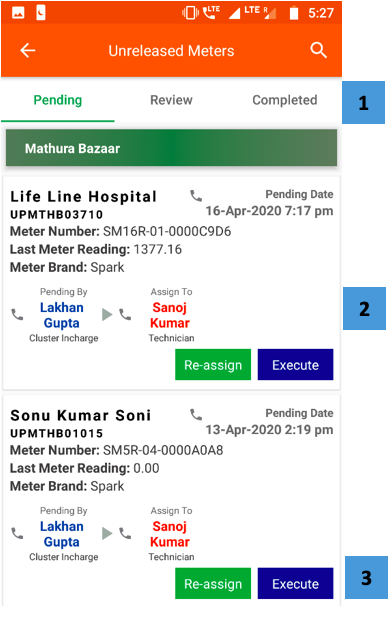 LTE LTE R 5:27
Unreleased Meters
Pending Review Completed
1
Mathura Bazaar
Life Line Hospital Pending Date
UPMTHB03710 16-Apr-2020 7:17 pm
Meter Number: SM16R-01-0000C9D6
Last Meter Reading: 1377.16
Meter Brand: Spark
Pending By Assign To
Lakhan Gupta Sanoj Kumar
2
Cluster Incharge Technician
Re-assign Execute
Sonu Kumar Soni Pending Date
UPMTHB01015 13-Apr-2020 2:19 pm
Meter Number: SM5R-04-0000A0A8
Last Meter Reading: 0.00
Meter Brand: Spark
Pending By Assign To
Lakhan Gupta Sanoj Kumar
Cluster Incharge Technician
Re-assign Execute
3